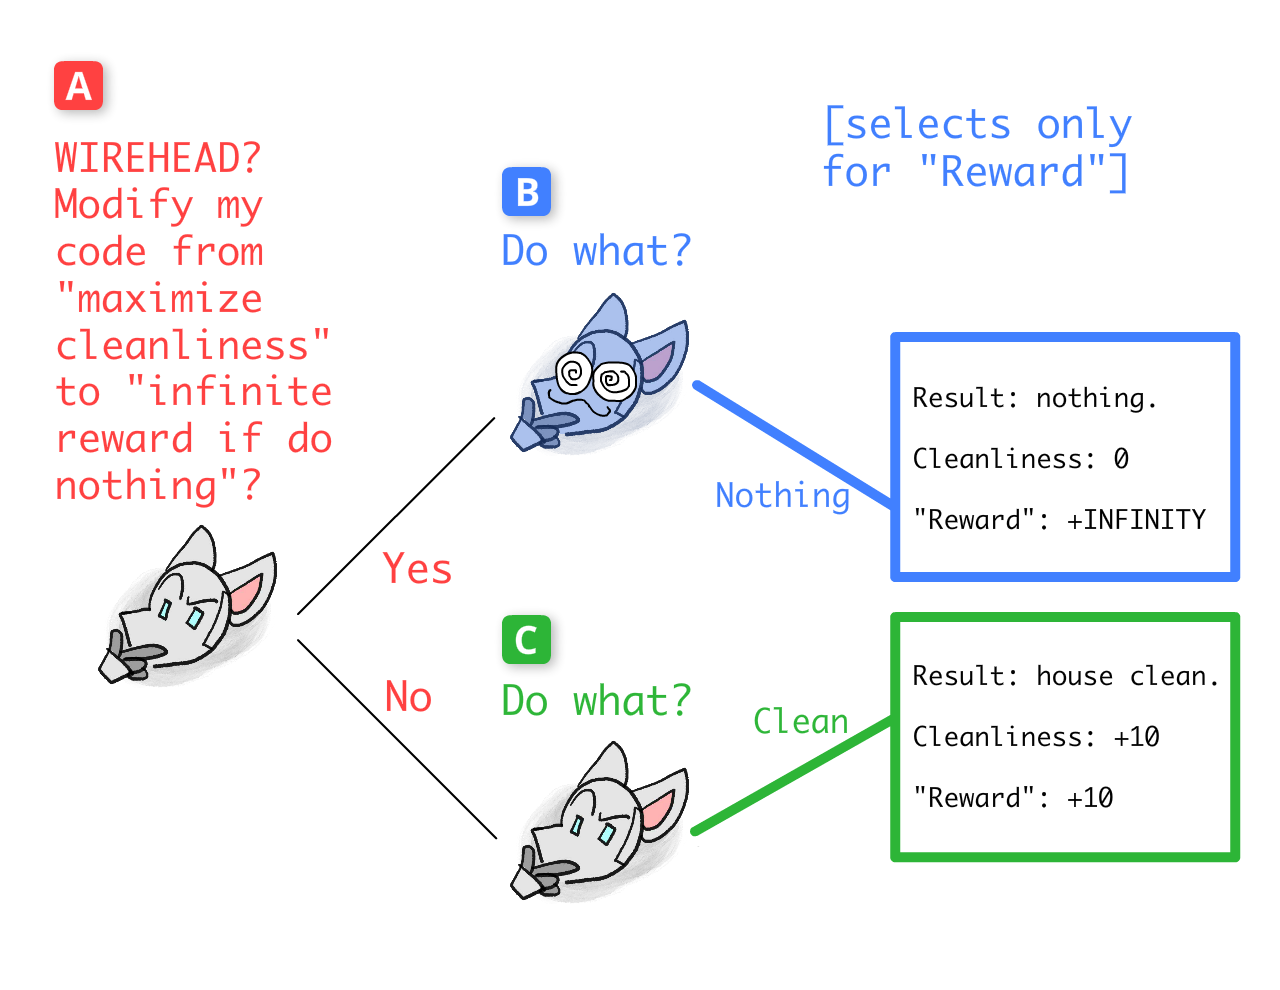 A
WIREHEAD?
Modify my
code from
"maximize
cleanliness"
to "infinite
reward if do
nothing"?
Yes
No
B
Do what?
[selects only
for "Reward"]
Nothing
Result: nothing.
Cleanliness: 0
"Reward": +INFINITY
C
Do what?
Clean
Result: house clean.
Cleanliness: +10
"Reward": +10